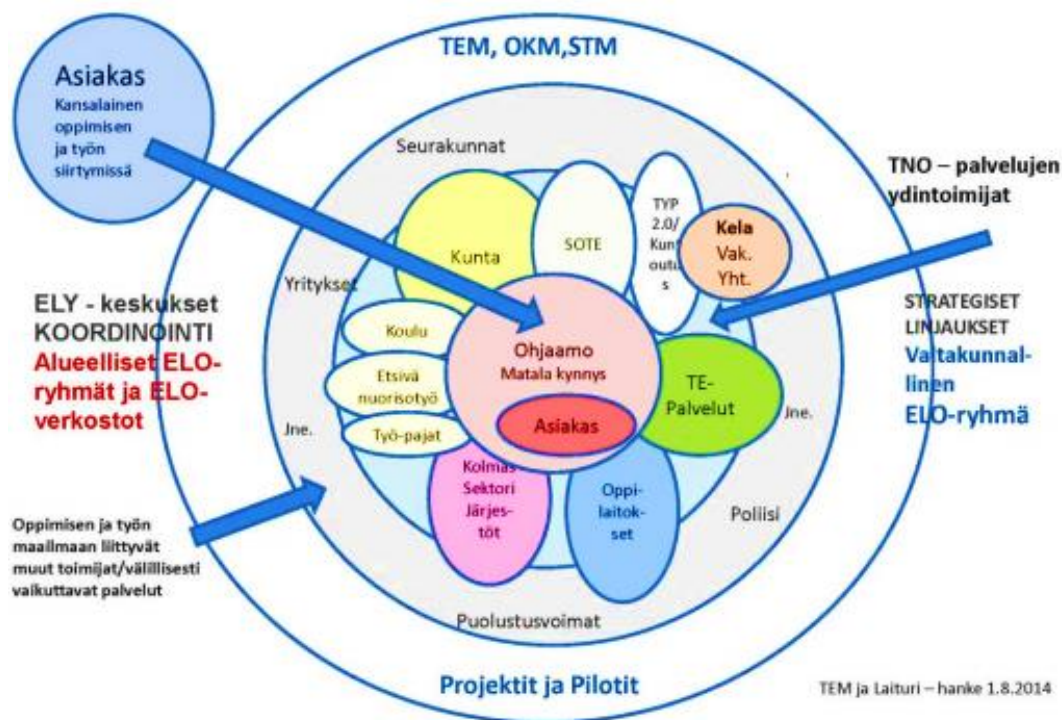 TEM, OKM,STM
Asiakas
Kansalainen
oppimisen
ja työn
siirtymissä
Seurakunnat
TNO – palvelujen
ydintoimijat
Kunta
SOTE
TYP
2.0/
Kunt
outu
s
Kela
Vak.
Yht.
Yritykset
ELY - keskukset
KOORDINOINTI
Alueelliset ELO-
ryhmät ja ELO-
verkostot
STRATEGISET
LINJAUKSET
Valtakunnal-
linen
ELO-ryhmä
Koulu
Ohjaamo
Matala kynnys
Etsivä
nuorisotyö
TE-
Palvelut
Asiakas
Jne.
Jne.
Työ-pajat
Kolmas
Sektori
Järjes-
töt
Oppi-
laitok-
set
Poliisi
Oppimisen ja työn
maailmaan liittyvät
muut toimijat/välillisesti
vaikuttavat palvelut
Puolustusvoimat
Projektit ja Pilotit
TEM ja Laituri – hanke 1.8.2014